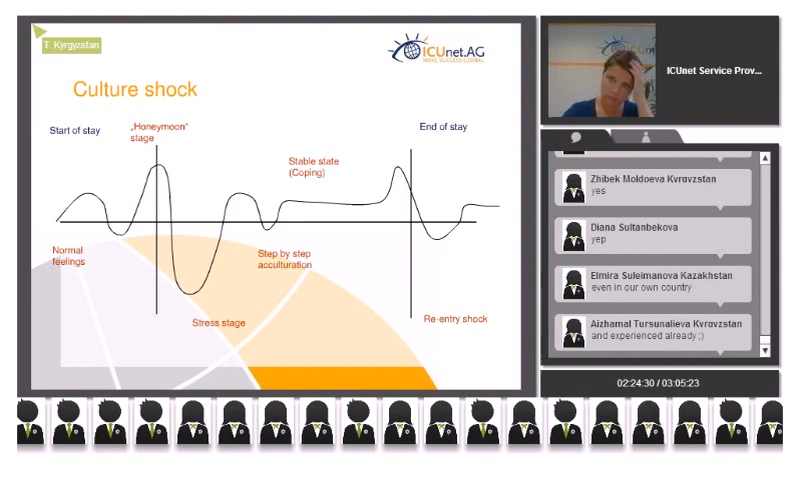 T. Kyrgyzstan
ICUnet.AG
MAKE SUCCESS GLOBAL.
Culture shock
Start of stay
„Honeymoon“
stage
End of stay
Stable state
(Coping)
Normal
feelings
Step by step
acculturation
Stress stage
Re-entry shock
ICUnet Service Prov...
Zhibek Moldoeva Kyrgyzstan
yes
Diana Sultanbekova
yep
Elmira Suleimanova Kazakhstan
even in our own country
Aizhamal Tursunalieva Kyrgyzstan
and experienced already ;)
02:24:30 / 03:05:23